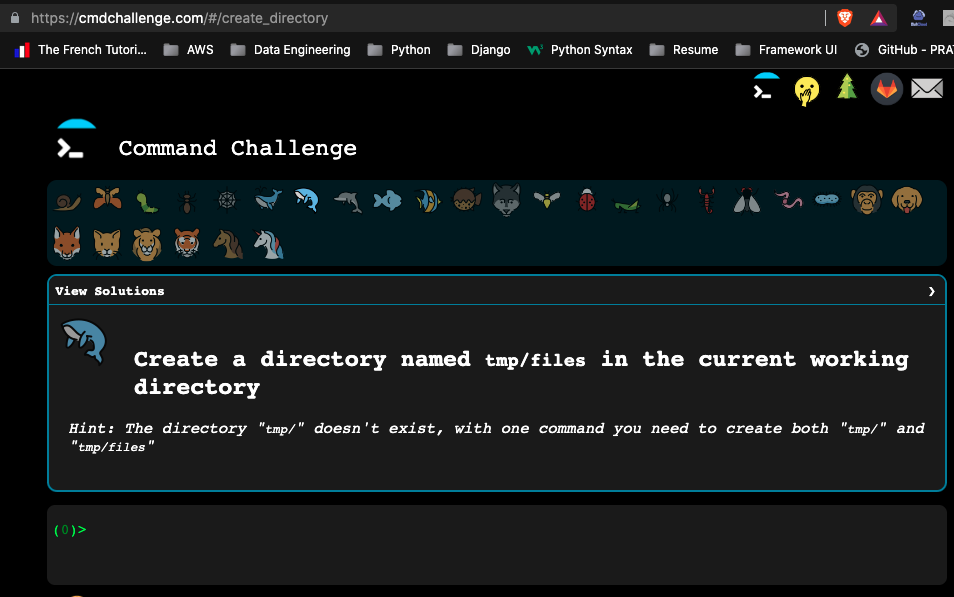 https://cmdchallenge.com/#/create_directory
The French Tutori... AWS Data Engineering Python Django Python Syntax Resume Framework UI GitHub - PRA
Command Challenge
View Solutions
Create a directory named tmp/files in the current working
directory
Hint: The directory "tmp/" doesn't exist, with one command you need to create both "tmp/" and
"tmp/files"
(0)>